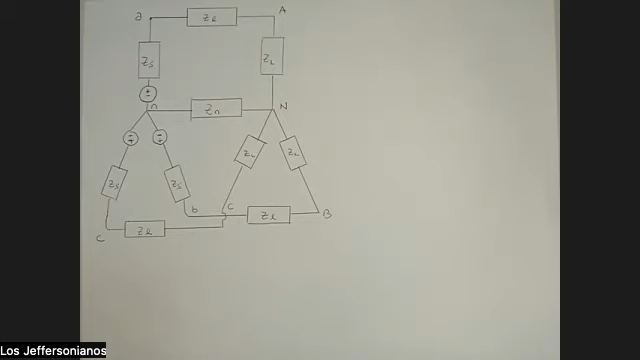 a Zℓ A
Zs ZL
±
n Zn N
ZL ZL
Zs Zs
b c
Zℓ B
C Zℓ
Los Jeffersonianos